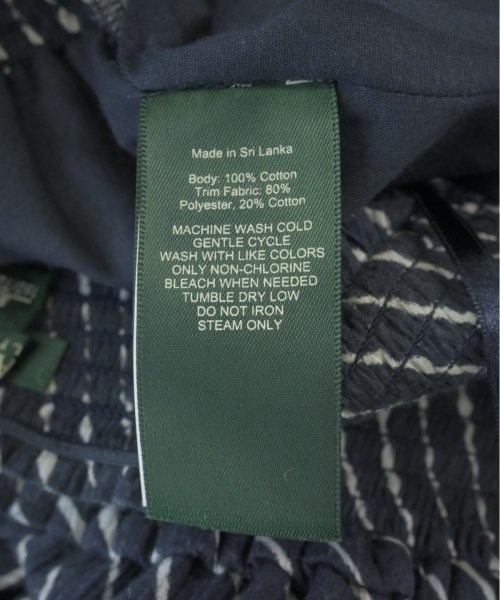 Made in Sri Lanka
Body: 100% Cotton
Trim Fabric: 80%
Polyester, 20% Cotton
MACHINE WASH COLD
GENTLE CYCLE
WASH WITH LIKE COLORS
ONLY NON-CHLORINE
BLEACH WHEN NEEDED
TUMBLE DRY LOW
DO NOT IRON
STEAM ONLY